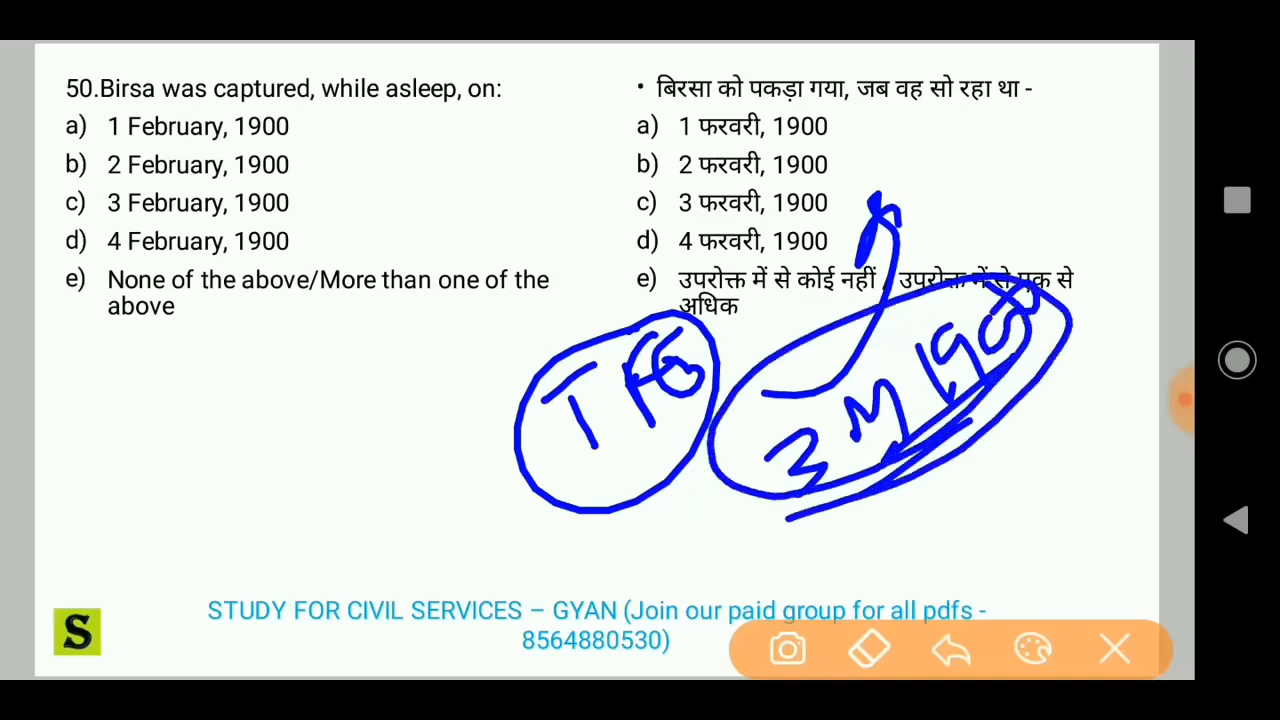 50.Birsa was captured, while asleep, on:
a) 1 February, 1900
b) 2 February, 1900
c) 3 February, 1900
d) 4 February, 1900
e) None of the above/More than one of the
above
• बिरसा को पकड़ा गया, जब वह सो रहा था -
a) 1 फरवरी, 1900
b) 2 फरवरी, 1900
c) 3 फरवरी, 1900
d) 4 फरवरी, 1900
e) उपरोक्त में से कोई नहीं / उपरोक्त में से एक से
अधिक
3 M 1900
S
STUDY FOR CIVIL SERVICES – GYAN (Join our paid group for all pdfs -
8564880530)